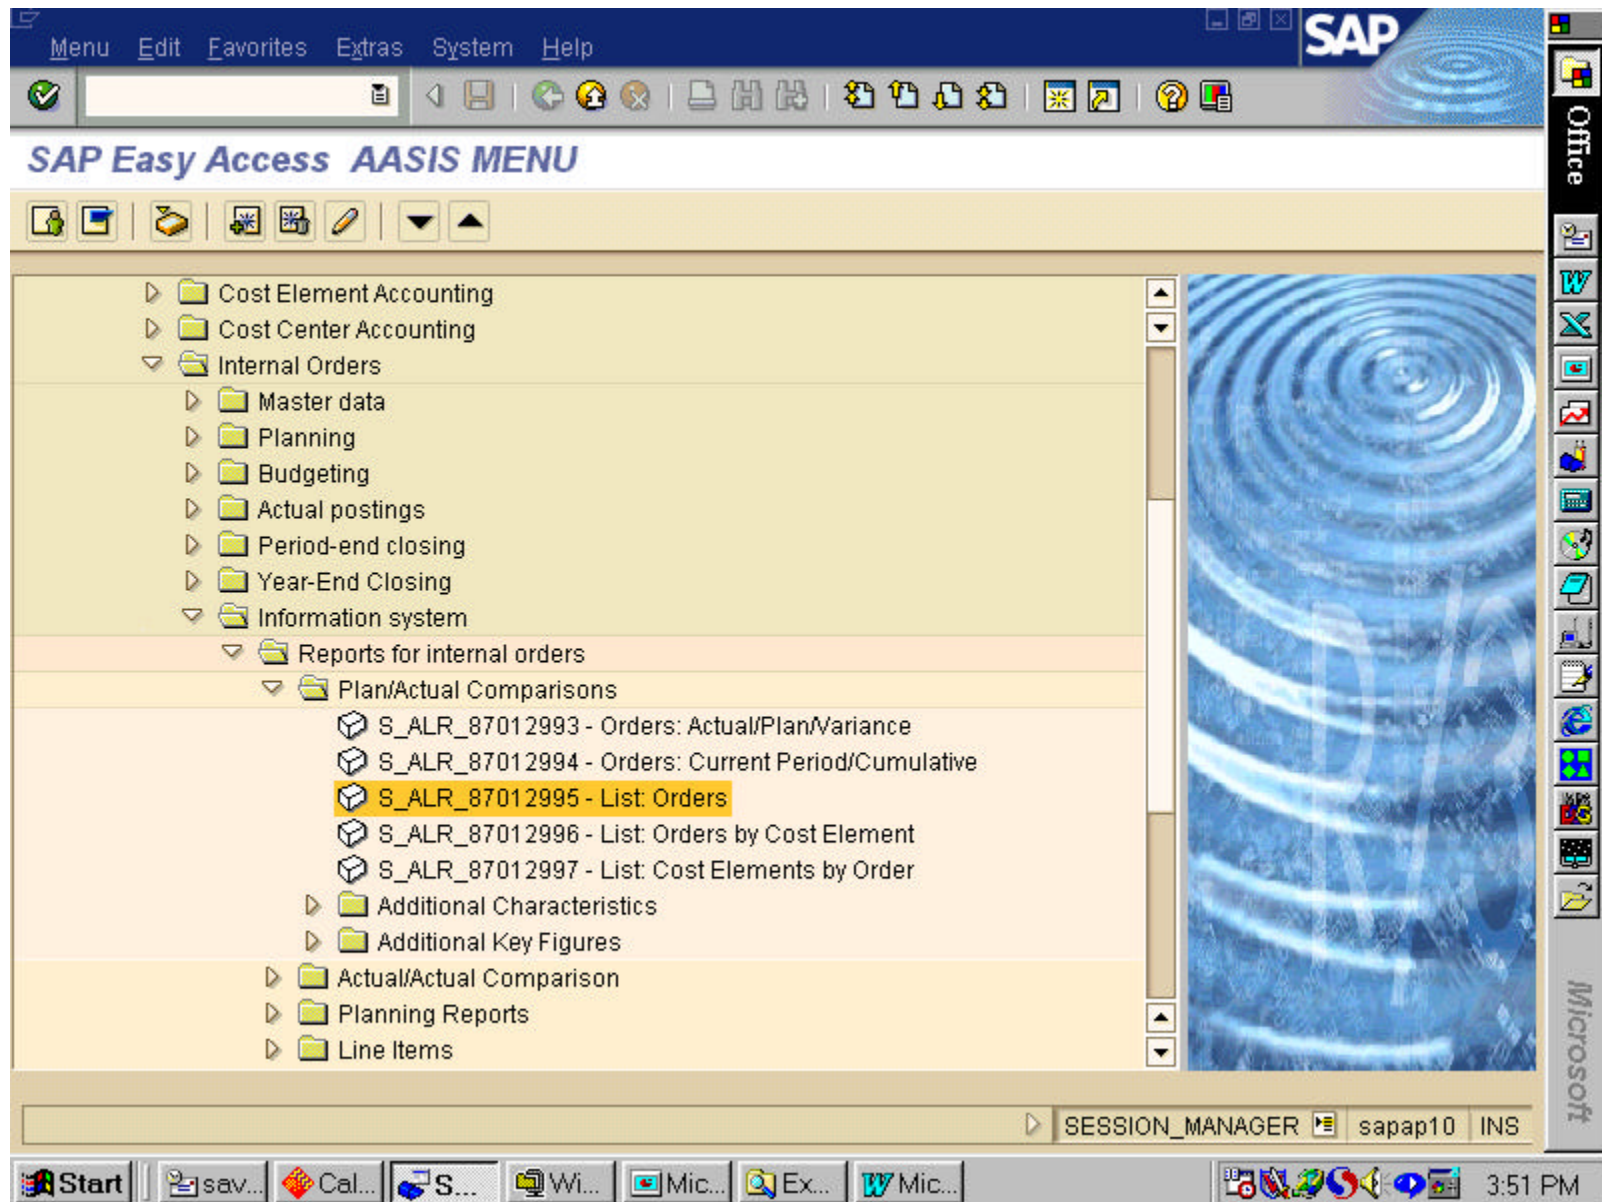 Menu Edit Favorites Extras System Help
SAP
SAP Easy Access AASIS MENU
Cost Element Accounting
Cost Center Accounting
Internal Orders
Master data
Planning
Budgeting
Actual postings
Period-end closing
Year-End Closing
Information system
Reports for internal orders
Plan/Actual Comparisons
S_ALR_87012993 - Orders: Actual/Plan/Variance
S_ALR_87012994 - Orders: Current Period/Cumulative
S_ALR_87012995 - List: Orders
S_ALR_87012996 - List: Orders by Cost Element
S_ALR_87012997 - List: Cost Elements by Order
Additional Characteristics
Additional Key Figures
Actual/Actual Comparison
Planning Reports
Line Items
SESSION_MANAGER sapap10 INS
Office
Microsoft
Start sav... Cal... S... Wi... Mic... Ex... Mic... 3:51 PM